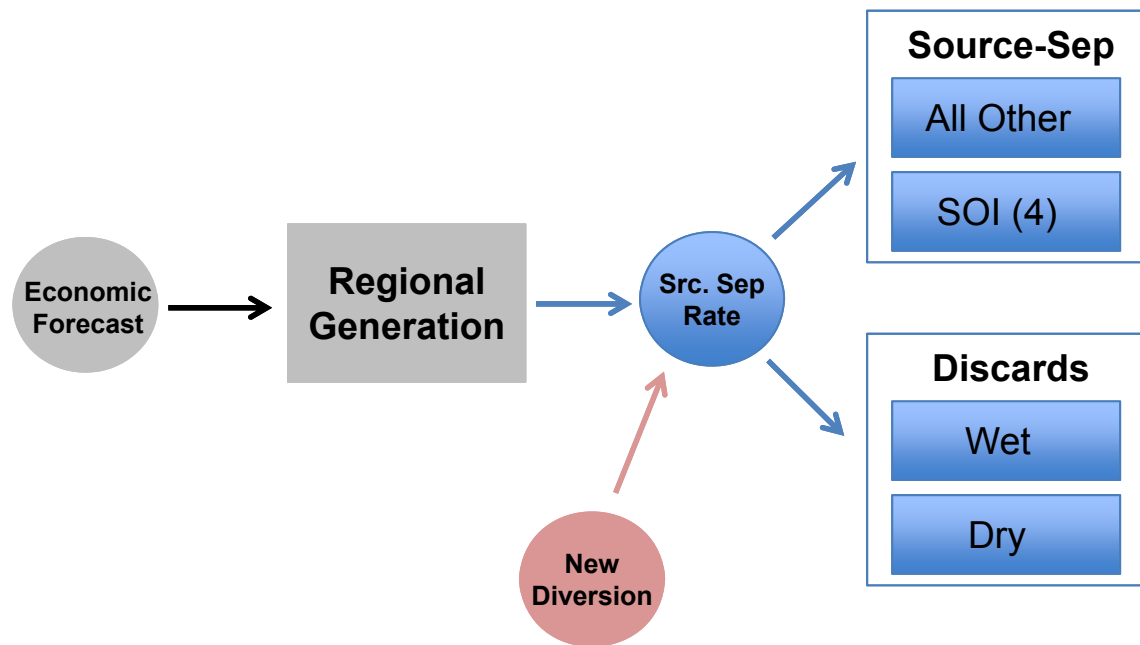 Economic
Forecast
Regional
Generation
Src. Sep
Rate
New
Diversion
Source-Sep
All Other
SOI (4)
Discards
Wet
Dry